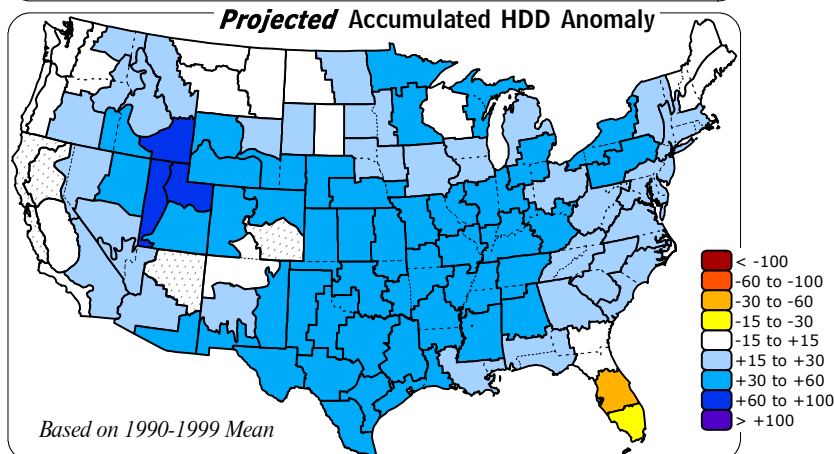 Projected Accumulated HDD Anomaly
< -100
-60 to -100
-30 to -60
-15 to -30
-15 to +15
+15 to +30
+30 to +60
+60 to +100
> +100
Based on 1990-1999 Mean